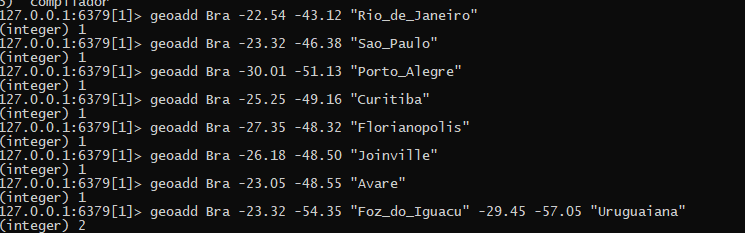 3) "compilador"
127.0.0.1:6379[1]> geoadd Bra -22.54 -43.12 "Rio_de_Janeiro"
(integer) 1
127.0.0.1:6379[1]> geoadd Bra -23.32 -46.38 "Sao_Paulo"
(integer) 1
127.0.0.1:6379[1]> geoadd Bra -30.01 -51.13 "Porto_Alegre"
(integer) 1
127.0.0.1:6379[1]> geoadd Bra -25.25 -49.16 "Curitiba"
(integer) 1
127.0.0.1:6379[1]> geoadd Bra -27.35 -48.32 "Florianopolis"
(integer) 1
127.0.0.1:6379[1]> geoadd Bra -26.18 -48.50 "Joinville"
(integer) 1
127.0.0.1:6379[1]> geoadd Bra -23.05 -48.55 "Avare"
(integer) 1
127.0.0.1:6379[1]> geoadd Bra -23.32 -54.35 "Foz_do_Iguacu" -29.45 -57.05 "Uruguaiana"
(integer) 2